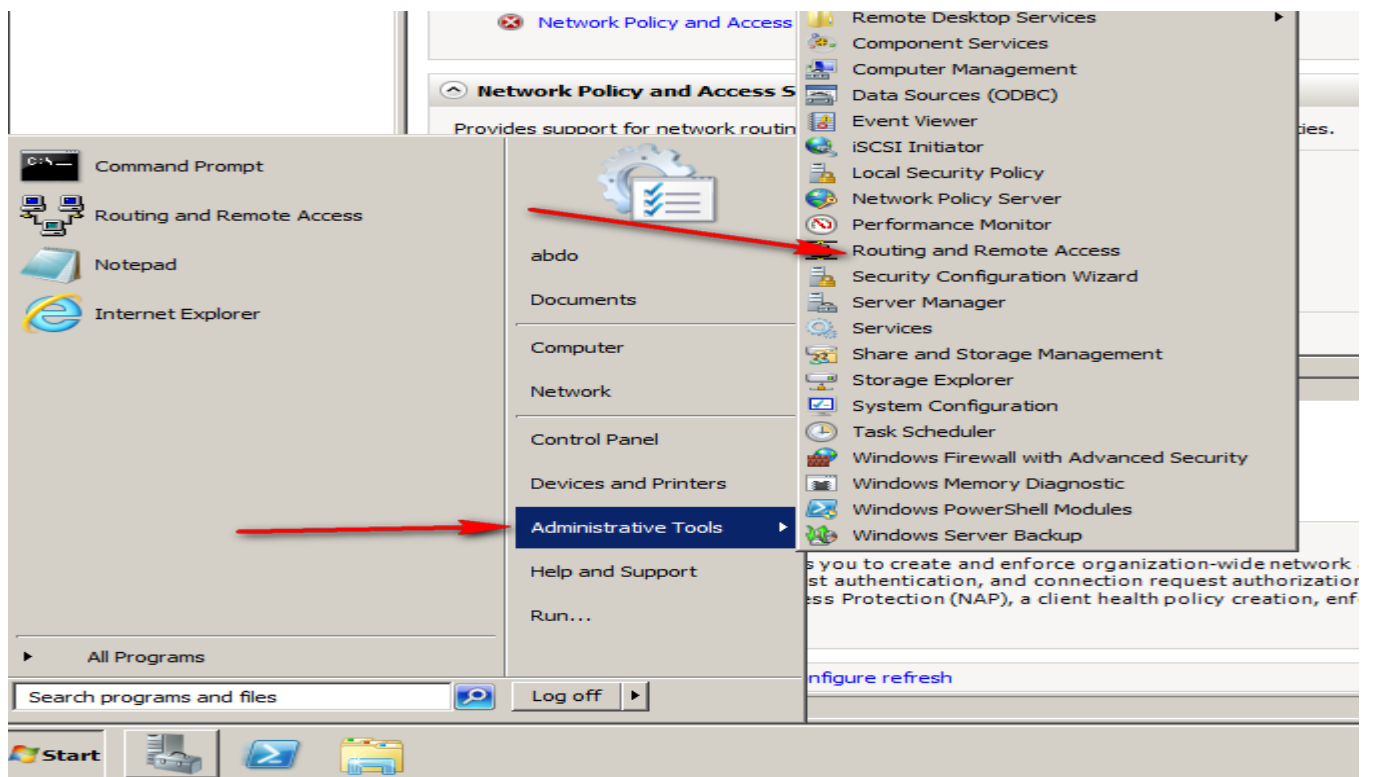 Network Policy and Access
Network Policy and Access S
Provides support for network routin
ies.
Command Prompt
Routing and Remote Access
Notepad
Internet Explorer
All Programs
Search programs and files
abdo
Documents
Computer
Network
Control Panel
Devices and Printers
Administrative Tools
Help and Support
Run...
Log off
Remote Desktop Services
Component Services
Computer Management
Data Sources (ODBC)
Event Viewer
iSCSI Initiator
Local Security Policy
Network Policy Server
Performance Monitor
Routing and Remote Access
Security Configuration Wizard
Server Manager
Services
Share and Storage Management
Storage Explorer
System Configuration
Task Scheduler
Windows Firewall with Advanced Security
Windows Memory Diagnostic
Windows PowerShell Modules
Windows Server Backup
s you to create and enforce organization-wide network
st authentication, and connection request authorization
ess Protection (NAP), a client health policy creation, enf
nfigure refresh
Start